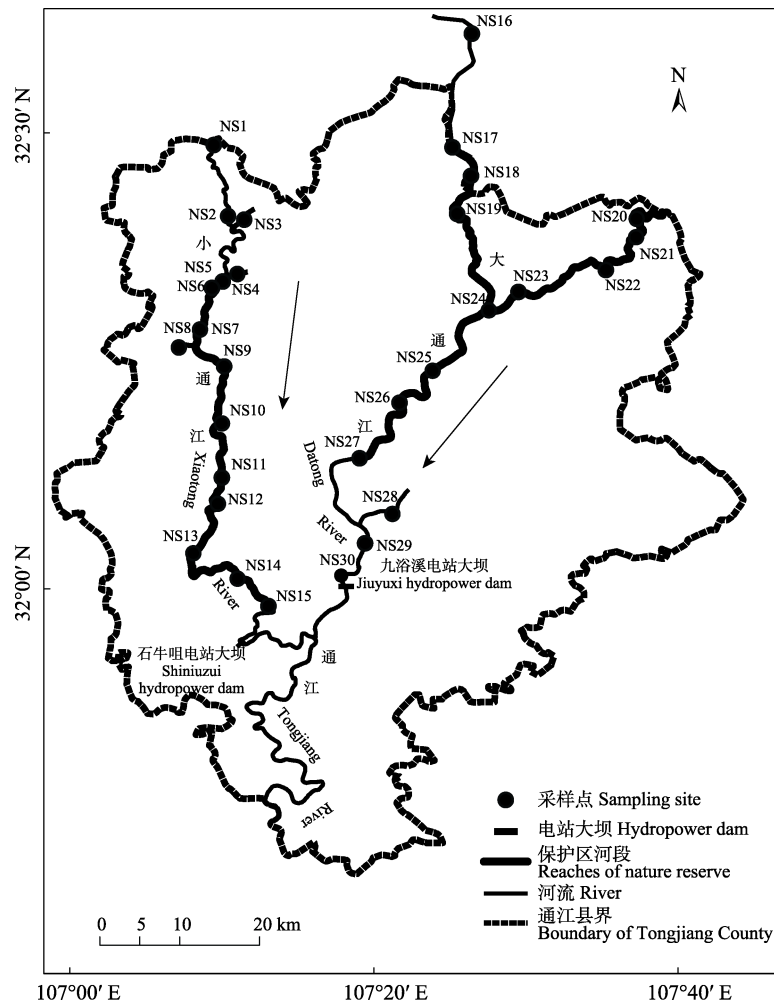 NS16
N
32°30′ N
NS1
NS17
NS18
NS2
NS3
NS19
NS20
小
NS21
大
NS5
NS4
NS6
NS23
NS22
NS24
NS8
NS7
NS9
通
NS25
通
NS26
NS10
江
江
NS27
Xiaotong
Datong
NS11
NS28
NS12
River
NS13
NS29
NS30
九浴溪电站大坝
Jiuyuxi hydropower dam
NS14
32°00′ N
River
NS15
石牛咀电站大坝
Shiniuzui
hydropower dam
通
江
Tongjiang
River
采样点 Sampling site
电站大坝 Hydropower dam
保护区河段
Reaches of nature reserve
河流 River
通江县界
Boundary of Tongjiang County
0 5 10 20 km
107°00′ E 107°20′ E 107°40′ E